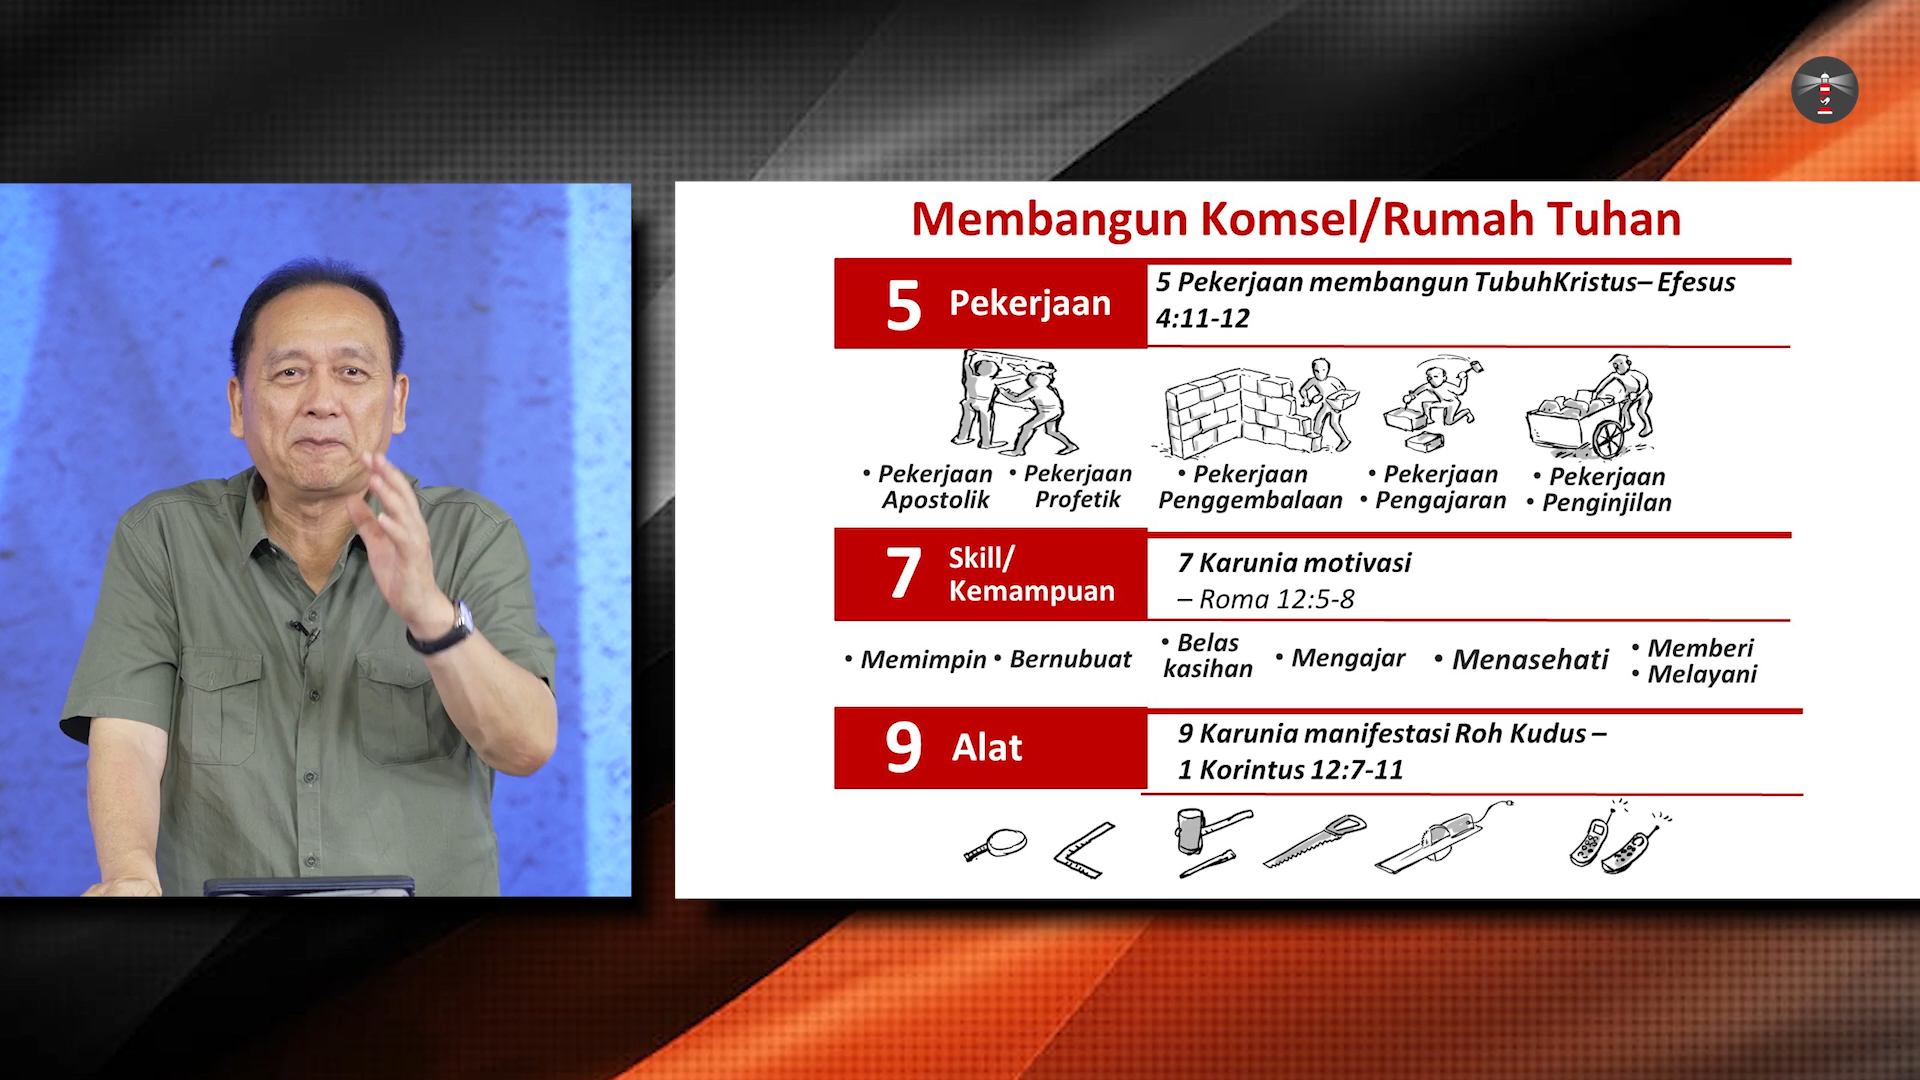 Membangun Komsel/Rumah Tuhan
5 Pekerjaan
5 Pekerjaan membangun TubuhKristus– Efesus
4:11-12
• Pekerjaan Apostolik
• Pekerjaan Profetik
• Pekerjaan Penggembalaan
• Pekerjaan
• Pengajaran
• Pekerjaan
• Penginjilan
7 Skill/
Kemampuan
7 Karunia motivasi
– Roma 12:5-8
• Memimpin • Bernubuat
• Belas
kasihan
• Mengajar
• Menasehati
• Memberi
• Melayani
9 Alat
9 Karunia manifestasi Roh Kudus –
1 Korintus 12:7-11